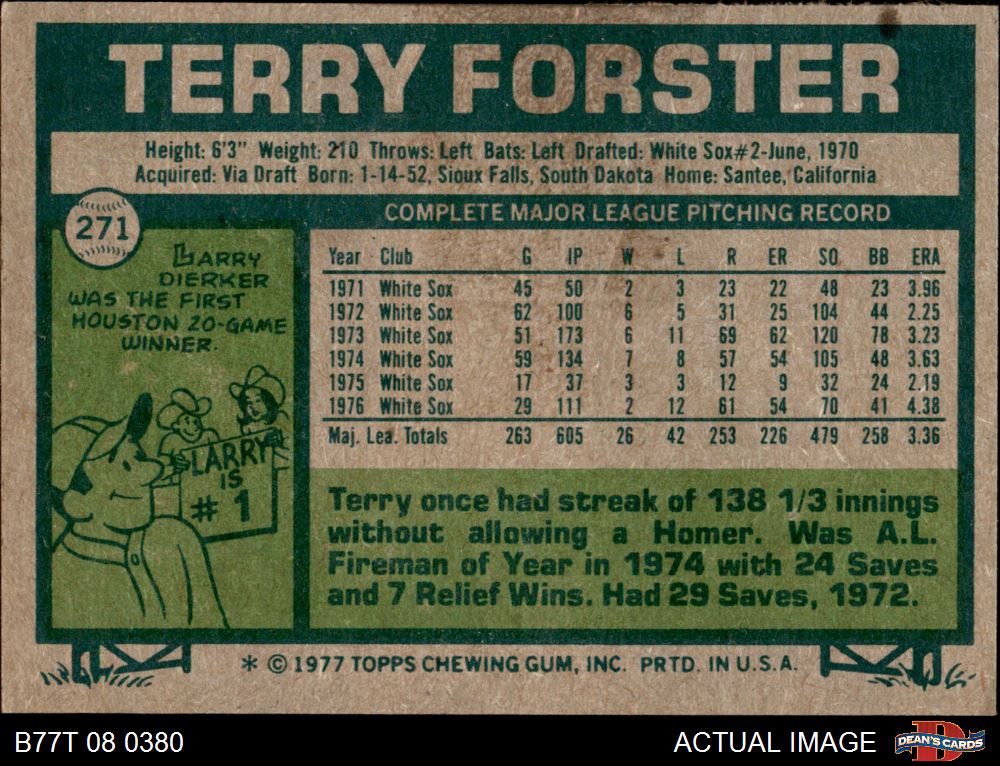 TERRY FORSTER
Height: 6'3" Weight: 210 Throws: Left Bats: Left Drafted: White Sox#2-June, 1970
Acquired: Via Draft Born: 1-14-52, Sioux Falls, South Dakota Home: Santee, California
271
LARRY
DIERKER
WAS THE FIRST
HOUSTON 20-GAME
WINNER.
LARRY
IS
# 1
COMPLETE MAJOR LEAGUE PITCHING RECORD
Year Club G IP W L R ER SO BB ERA
1971 White Sox 45 50 2 3 23 22 48 23 3.96
1972 White Sox 62 100 6 5 31 25 104 44 2.25
1973 White Sox 51 173 6 11 69 62 120 78 3.23
1974 White Sox 59 134 7 8 57 54 105 48 3.63
1975 White Sox 17 37 3 3 12 9 32 24 2.19
1976 White Sox 29 111 2 12 61 54 70 41 4.38
Maj. Lea. Totals 263 605 26 42 253 226 479 258 3.36
Terry once had streak of 138 1/3 innings
without allowing a Homer. Was A.L.
Fireman of Year in 1974 with 24 Saves
and 7 Relief Wins. Had 29 Saves, 1972.
* © 1977 TOPPS CHEWING GUM, INC. PRTD. IN U.S.A.
B77T 08 0380
ACTUAL IMAGE
DEAN'S CARDS